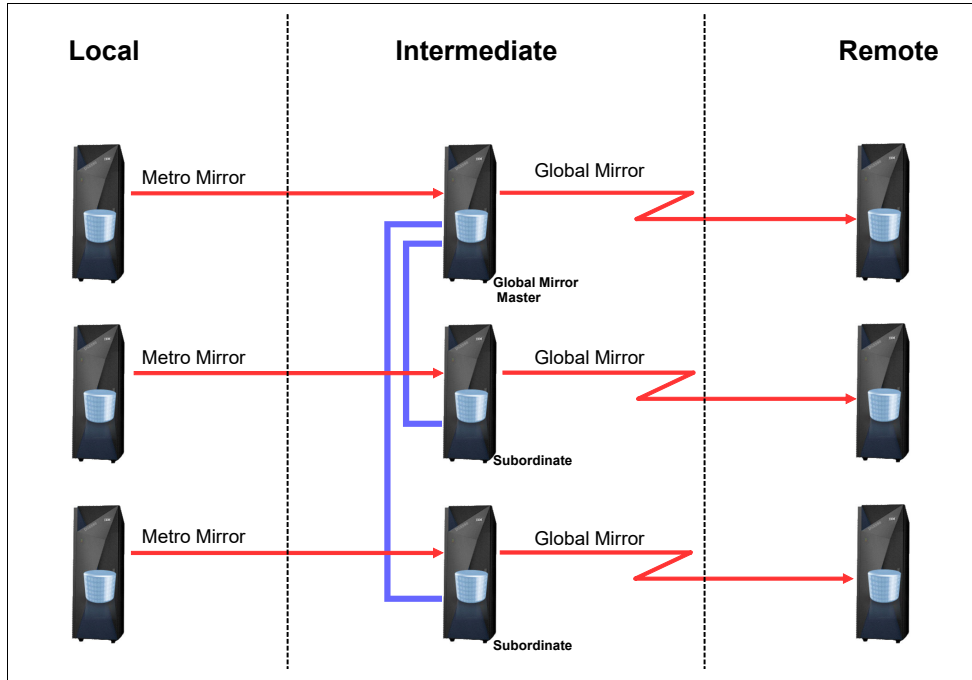 Local
Intermediate
Remote
Metro Mirror
Global Mirror
Global Mirror
Master
Metro Mirror
Global Mirror
Subordinate
Metro Mirror
Global Mirror
Subordinate